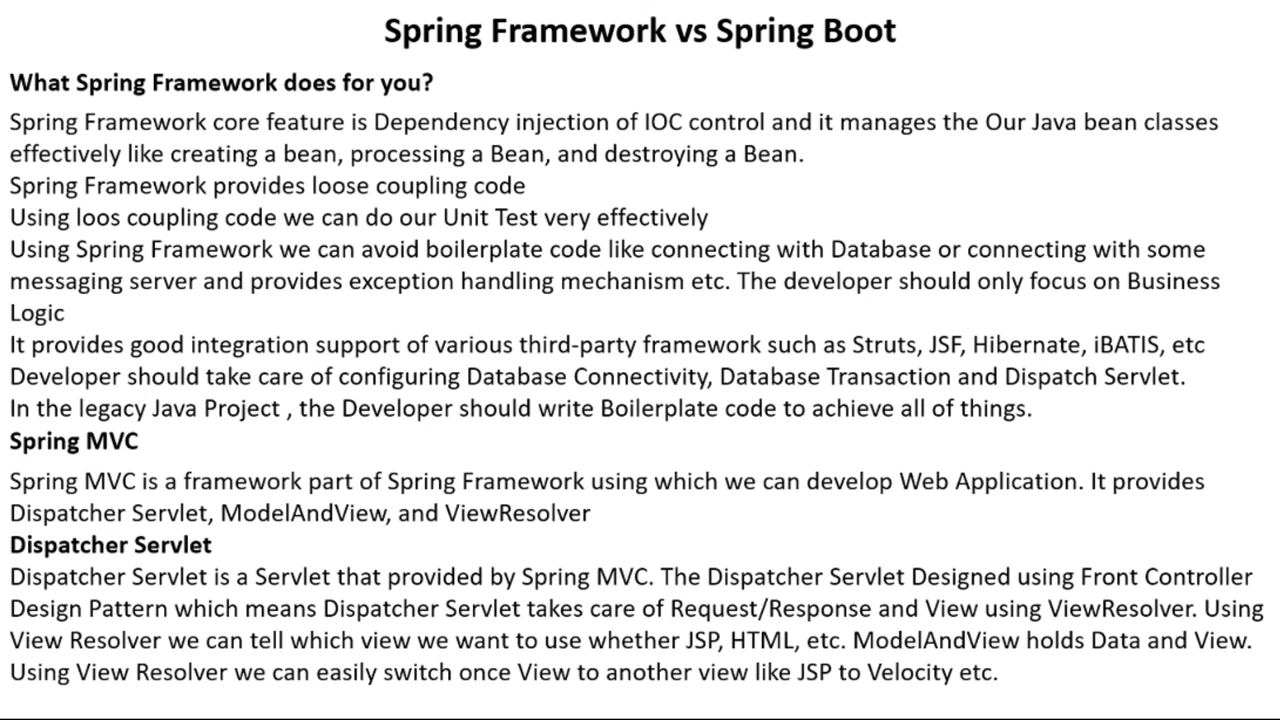 Spring Framework vs Spring Boot
What Spring Framework does for you?
Spring Framework core feature is Dependency injection of IOC control and it manages the Our Java bean classes
effectively like creating a bean, processing a Bean, and destroying a Bean.
Spring Framework provides loose coupling code
Using loos coupling code we can do our Unit Test very effectively
Using Spring Framework we can avoid boilerplate code like connecting with Database or connecting with some
messaging server and provides exception handling mechanism etc. The developer should only focus on Business
Logic
It provides good integration support of various third-party framework such as Struts, JSF, Hibernate, iBATIS, etc
Developer should take care of configuring Database Connectivity, Database Transaction and Dispatch Servlet.
In the legacy Java Project , the Developer should write Boilerplate code to achieve all of things.
Spring MVC
Spring MVC is a framework part of Spring Framework using which we can develop Web Application. It provides
Dispatcher Servlet, ModelAndView, and ViewResolver
Dispatcher Servlet
Dispatcher Servlet is a Servlet that provided by Spring MVC. The Dispatcher Servlet Designed using Front Controller
Design Pattern which means Dispatcher Servlet takes care of Request/Response and View using ViewResolver. Using
View Resolver we can tell which view we want to use whether JSP, HTML, etc. ModelAndView holds Data and View.
Using View Resolver we can easily switch once View to another view like JSP to Velocity etc.